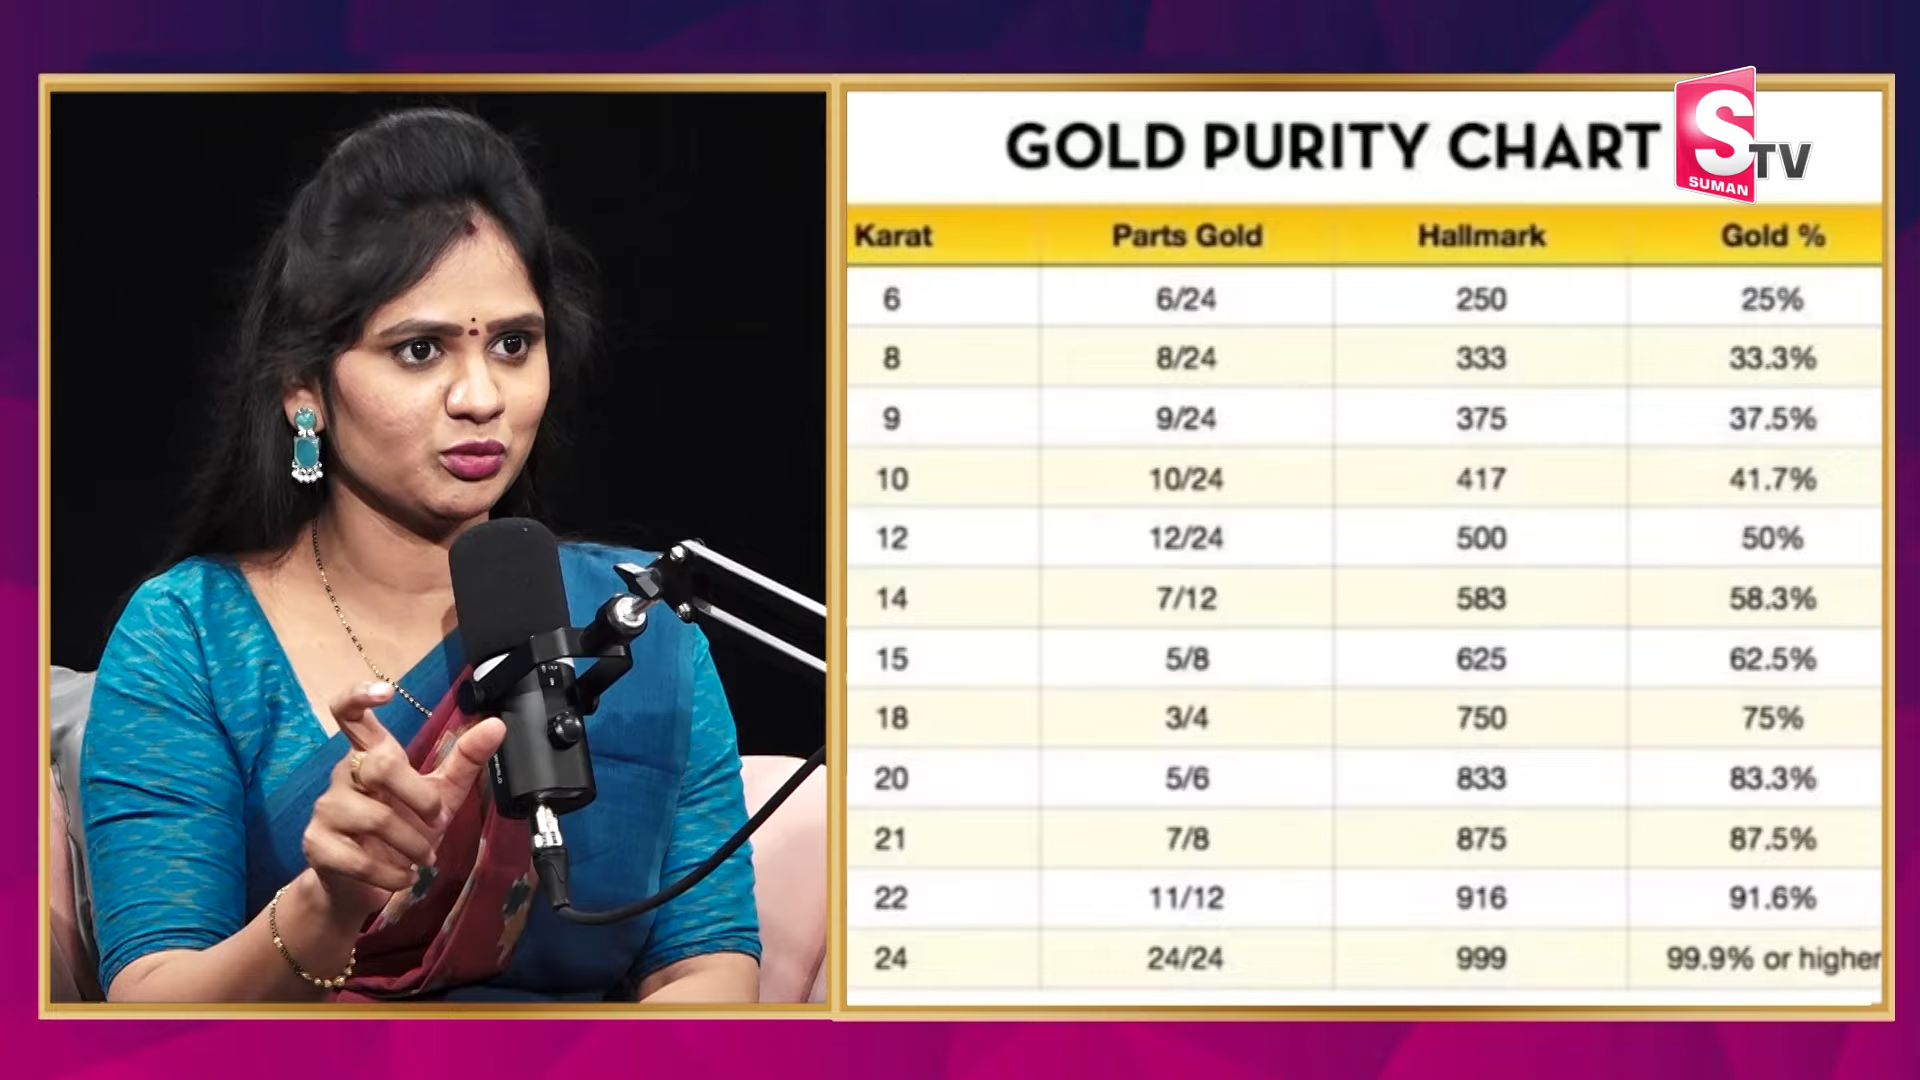 GOLD PURITY CHART
S
TV
SUMAN
Karat Parts Gold Hallmark Gold %
6 6/24 250 25%
8 8/24 333 33.3%
9 9/24 375 37.5%
10 10/24 417 41.7%
12 12/24 500 50%
14 7/12 583 58.3%
15 5/8 625 62.5%
18 3/4 750 75%
20 5/6 833 83.3%
21 7/8 875 87.5%
22 11/12 916 91.6%
24 24/24 999 99.9% or higher